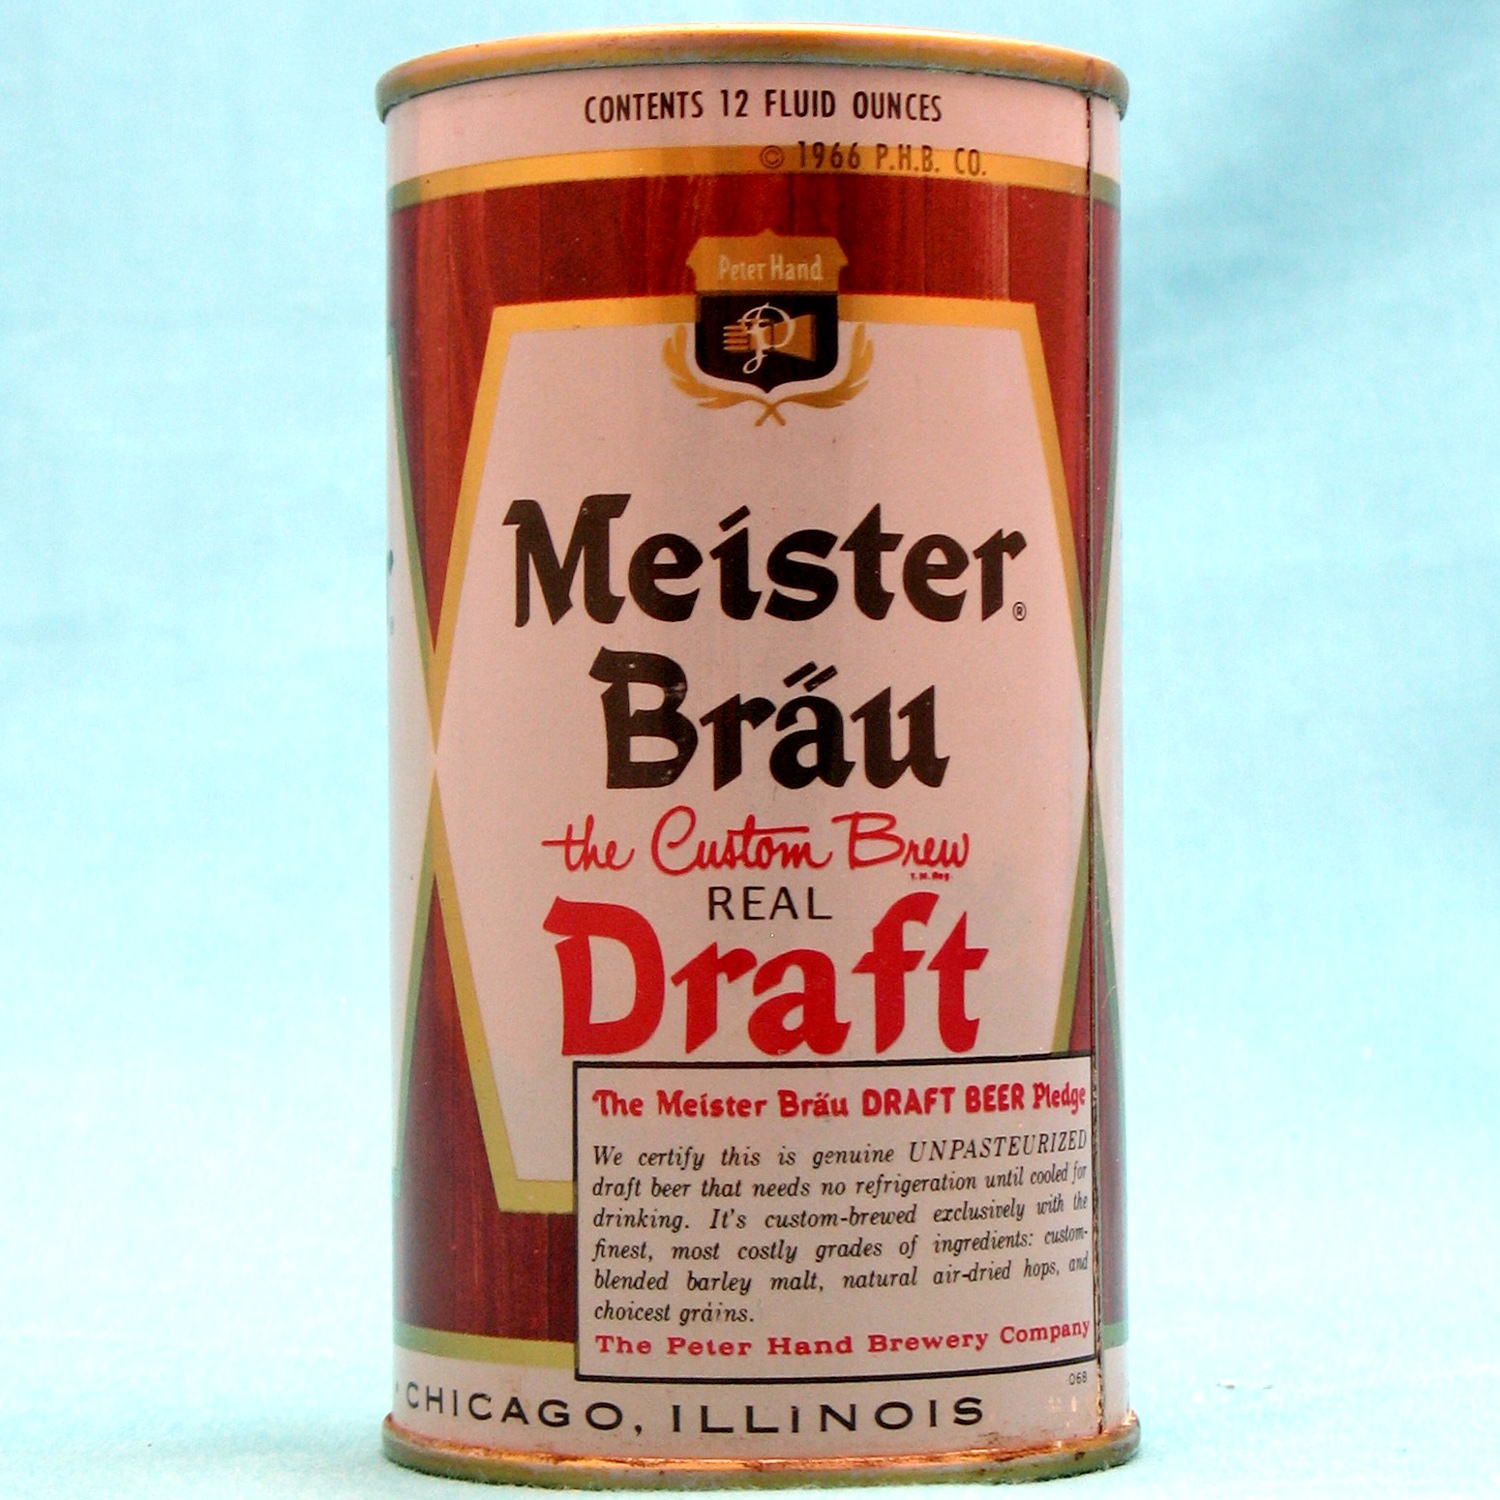 CONTENTS 12 FLUID OUNCES
© 1966 P.H.B. CO.
Peter Hand
P
Meister®
Bräu
the Custom Brew
T.M. Reg.
REAL
Draft
The Meister Bräu DRAFT BEER Pledge
We certify this is genuine UNPASTEURIZED
draft beer that needs no refrigeration until cooled for
drinking. It's custom-brewed exclusively with the
finest, most costly grades of ingredients: custom-
blended barley malt, natural air-dried hops, and
choicest grains.
The Peter Hand Brewery Company
068
CHICAGO, ILLINOIS